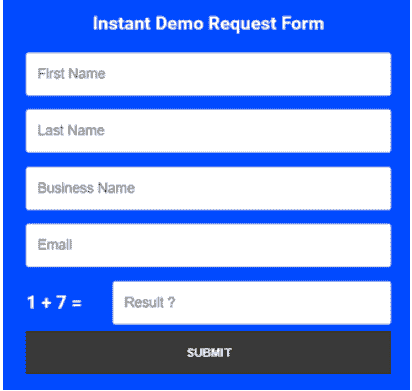 Instant Demo Request Form
First Name
Last Name
Business Name
Email
1 + 7 = Result ?
SUBMIT